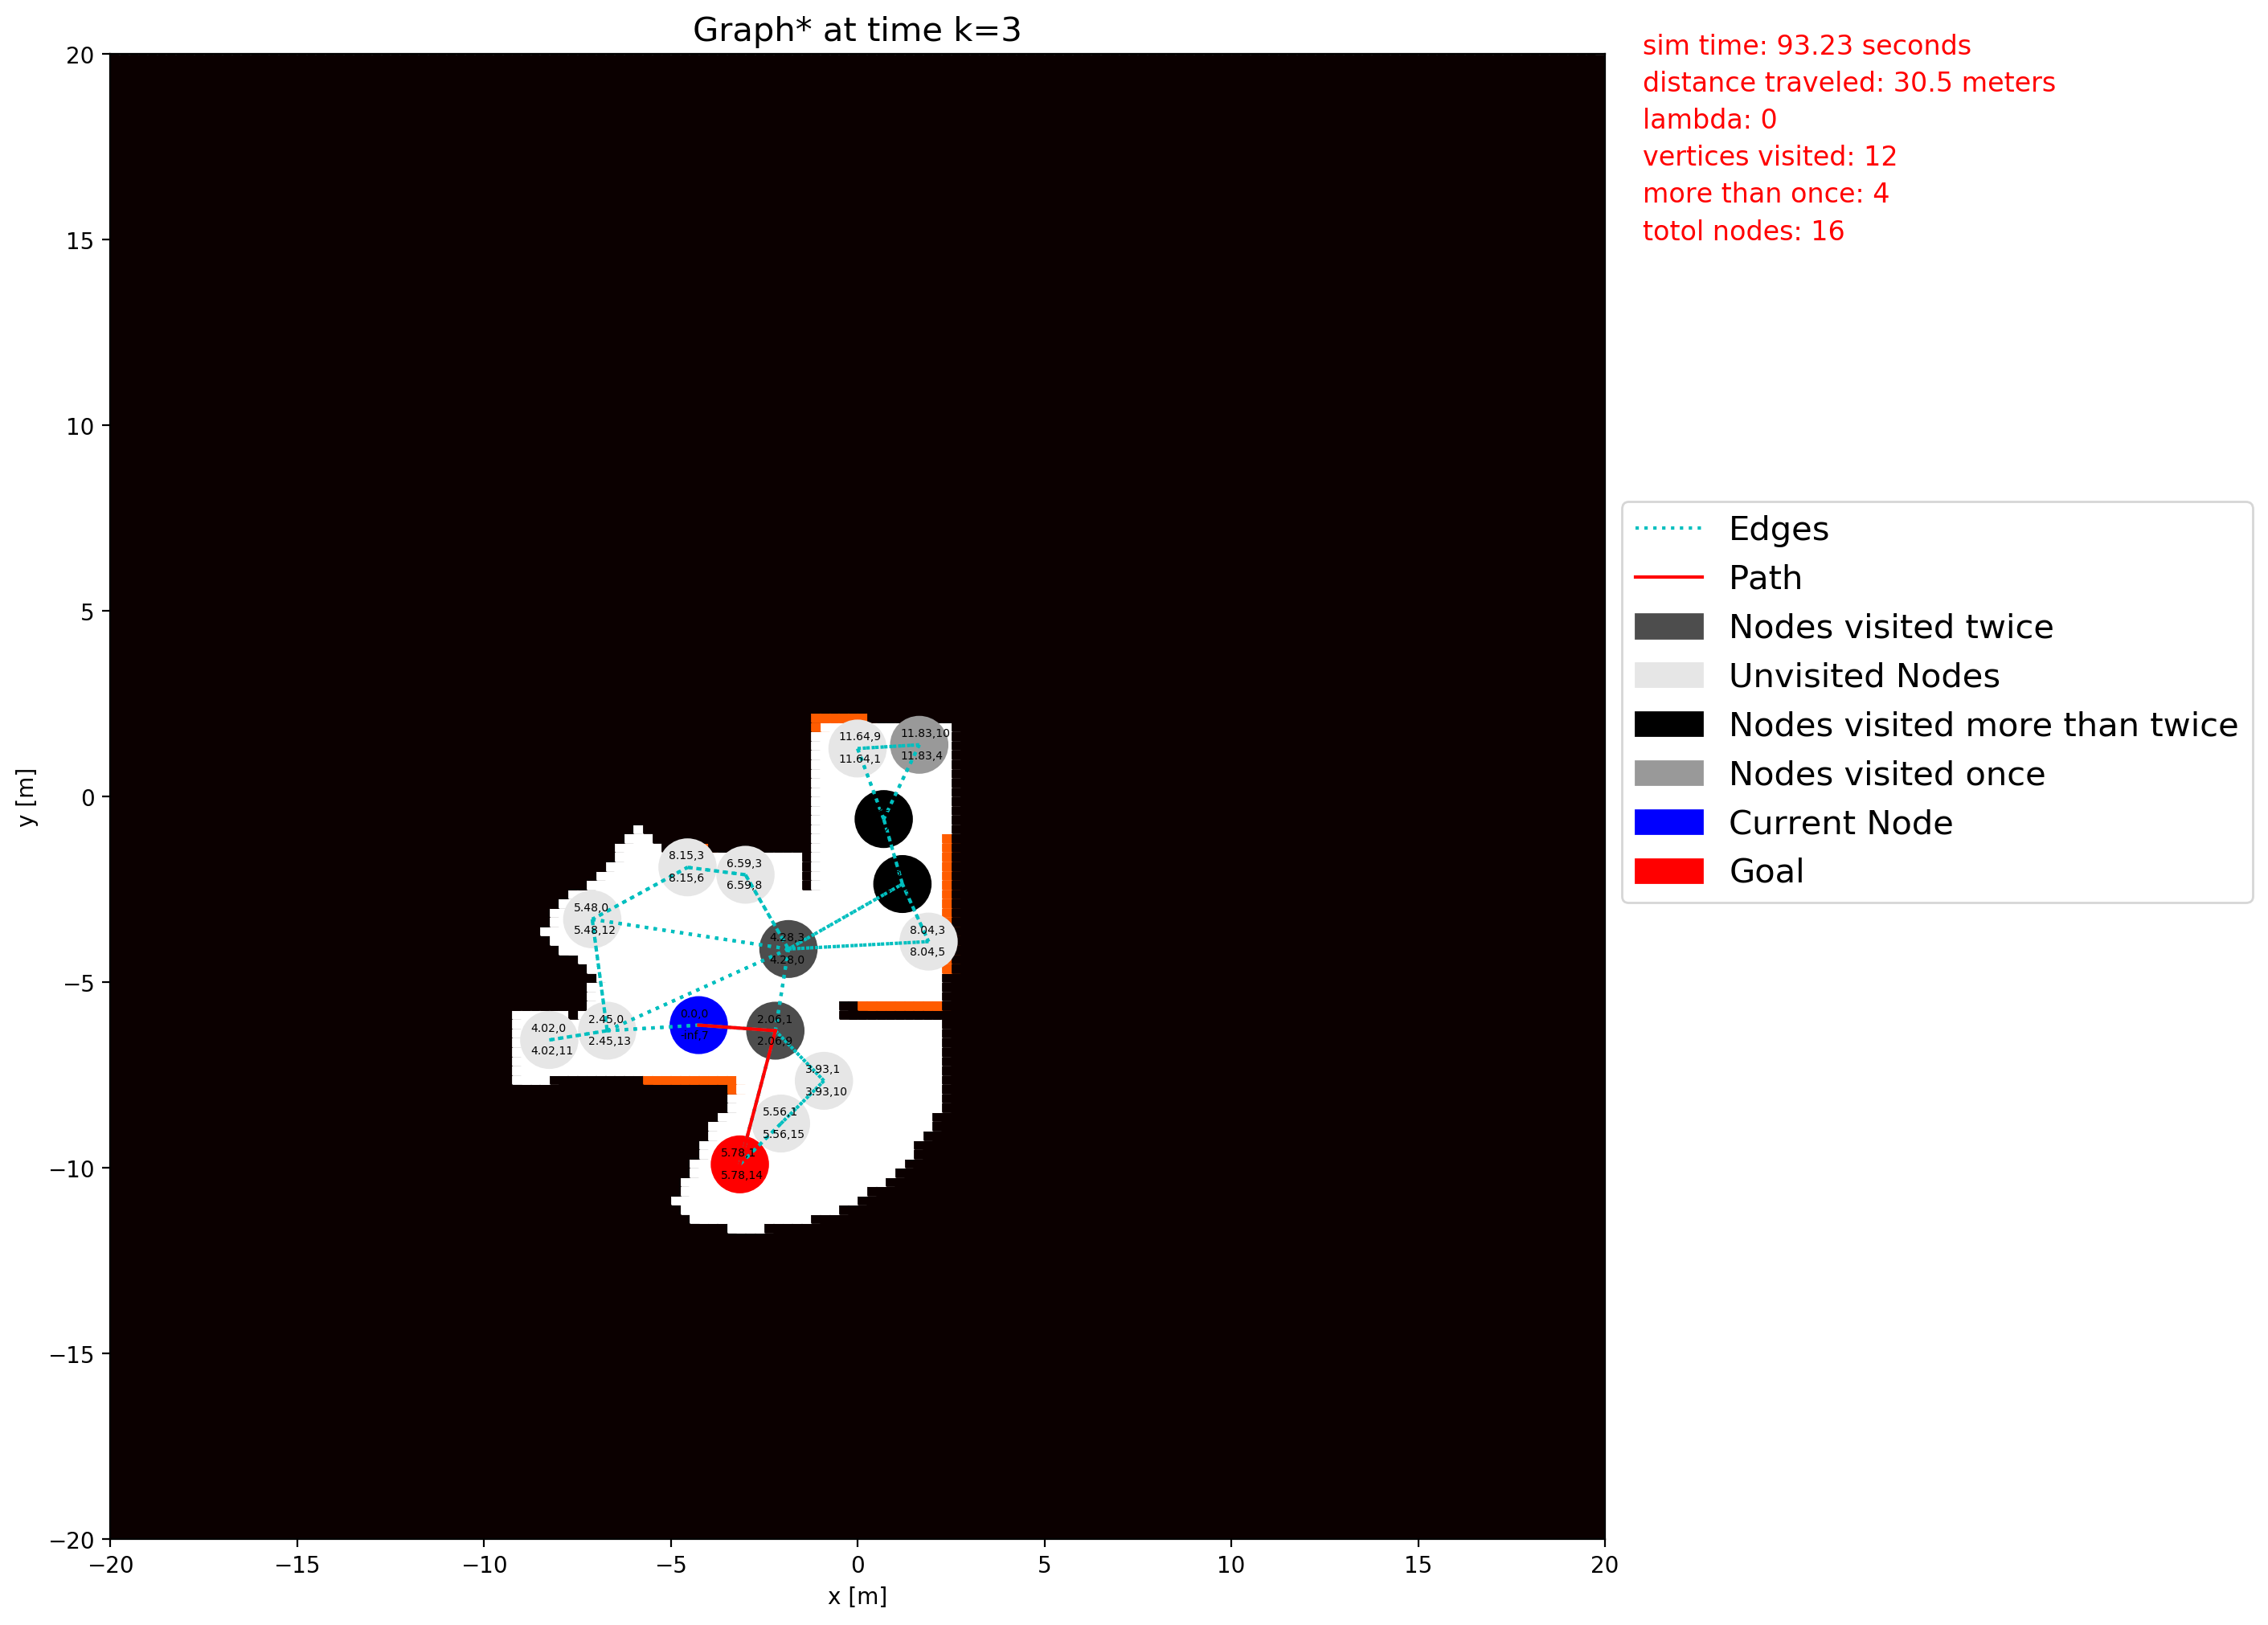 Graph* at time k=3
sim time: 93.23 seconds
distance traveled: 30.5 meters
lambda: 0
vertices visited: 12
more than once: 4
totol nodes: 16
20
15
10
5
0
−5
−10
−15
−20
y [m]
−20 −15 −10 −5 0 5 10 15 20
x [m]
11.64,9
11.64,1
11.83,10
11.83,4
8.15,3
8.15,6
6.59,3
6.59,8
5.48,0
5.48,12
4.28,3
4.28,0
8.04,3
8.04,5
4.02,0
4.02,11
2.45,0
2.45,13
0.0,0
inf,7
2.06,1
2.06,9
3.93,1
3.93,10
5.56,1
5.56,15
5.78,1
5.78,14
Edges
Path
Nodes visited twice
Unvisited Nodes
Nodes visited more than twice
Nodes visited once
Current Node
Goal